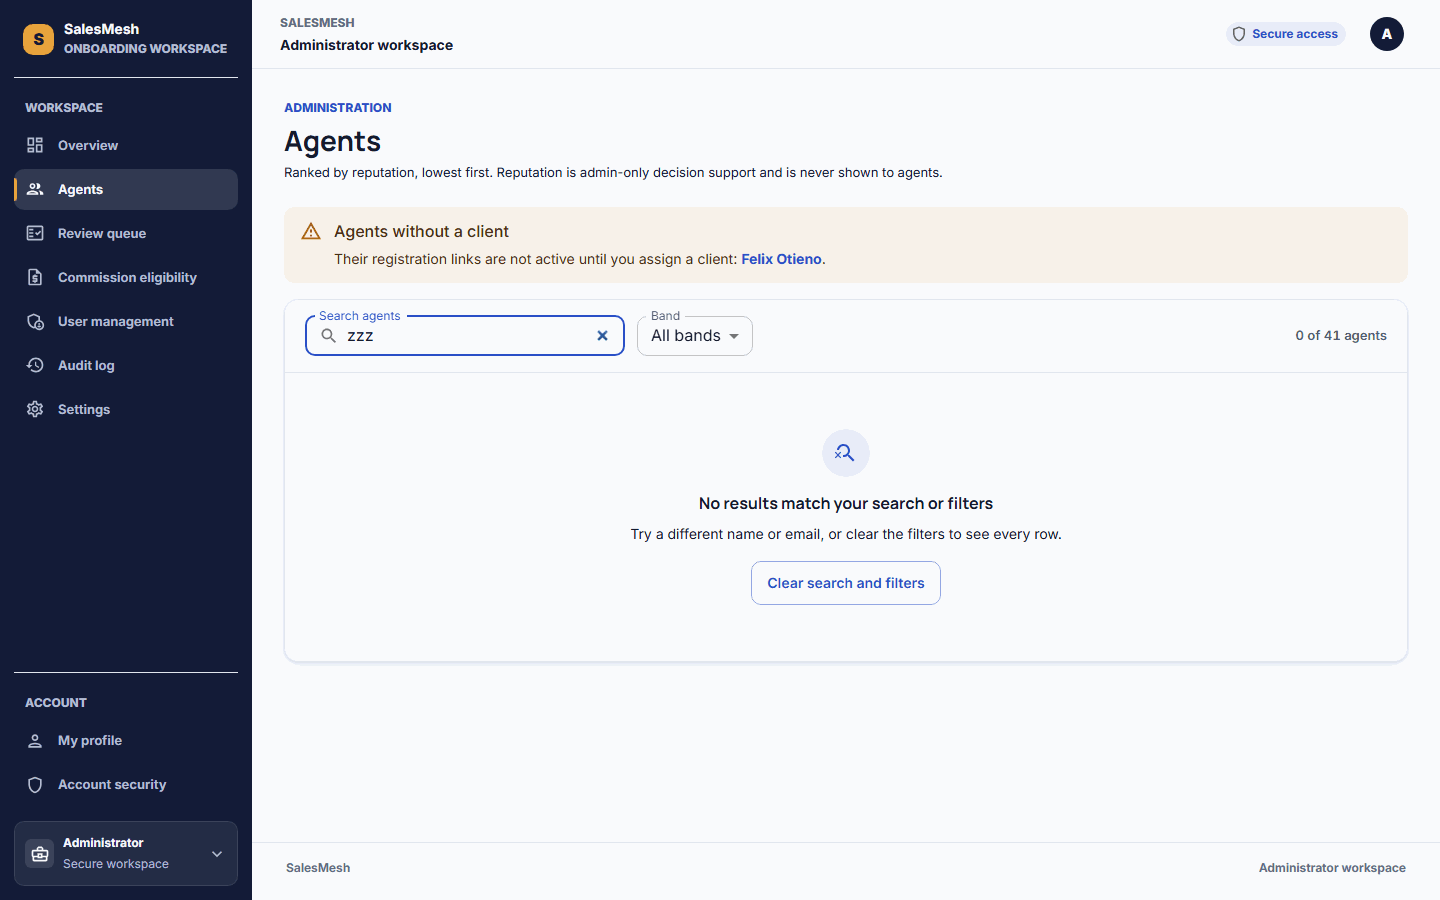 S
SalesMesh
ONBOARDING WORKSPACE
WORKSPACE
Overview
Agents
Review queue
Commission eligibility
User management
Audit log
Settings
ACCOUNT
My profile
Account security
Administrator
Secure workspace
SALESMESH
Administrator workspace
Secure access
A
ADMINISTRATION
Agents
Ranked by reputation, lowest first. Reputation is admin-only decision support and is never shown to agents.
Agents without a client
Their registration links are not active until you assign a client: Felix Otieno.
Search agents
zzz
Band
All bands
0 of 41 agents
No results match your search or filters
Try a different name or email, or clear the filters to see every row.
Clear search and filters
SalesMesh
Administrator workspace